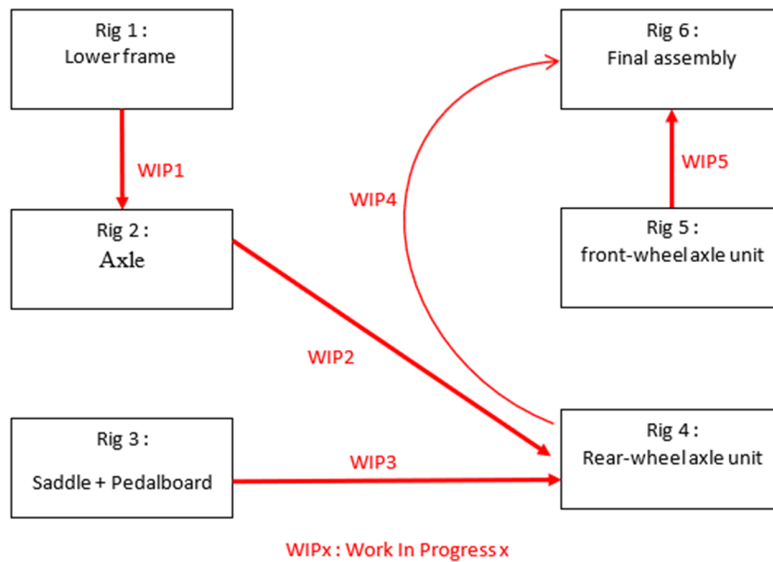 Rig 1 :
Lower frame
Rig 6 :
Final assembly
WIP1
WIP4
WIP5
Rig 2 :
Axle
Rig 5 :
front-wheel axle unit
WIP2
Rig 3 :
Saddle + Pedalboard
WIP3
Rig 4 :
Rear-wheel axle unit
WIPx : Work In Progress x